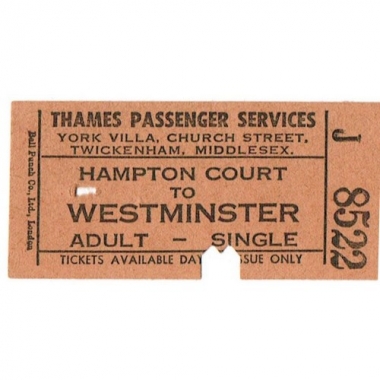 THAMES PASSENGER SERVICES
YORK VILLA, CHURCH STREET,
TWICKENHAM, MIDDLESEX.
HAMPTON COURT
TO
WESTMINSTER
ADULT — SINGLE
TICKETS AVAILABLE DAY ISSUE ONLY
Bell Punch Co., Ltd., London
J 8522